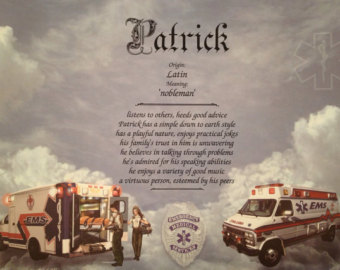 Patrick
Origin:
Latin
Meaning:
'nobleman'
listens to others, heeds good advice
Patrick has a simple down to earth style
has a playful nature, enjoys practical jokes
his family's trust in him is unwavering
he believes in talking through problems
he's admired for his speaking abilities
he enjoys a variety of good music
a virtuous person, esteemed by his peers
EMS
EMERGENCY
MEDICAL
SERVICES
EMS